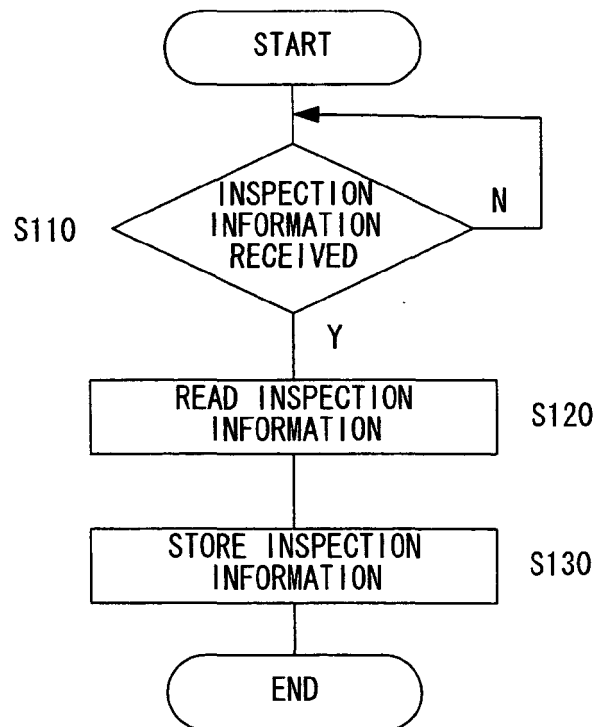 START
INSPECTION
INFORMATION
RECEIVED
S110
N
Y
READ INSPECTION
INFORMATION
S120
STORE INSPECTION
INFORMATION
S130
END